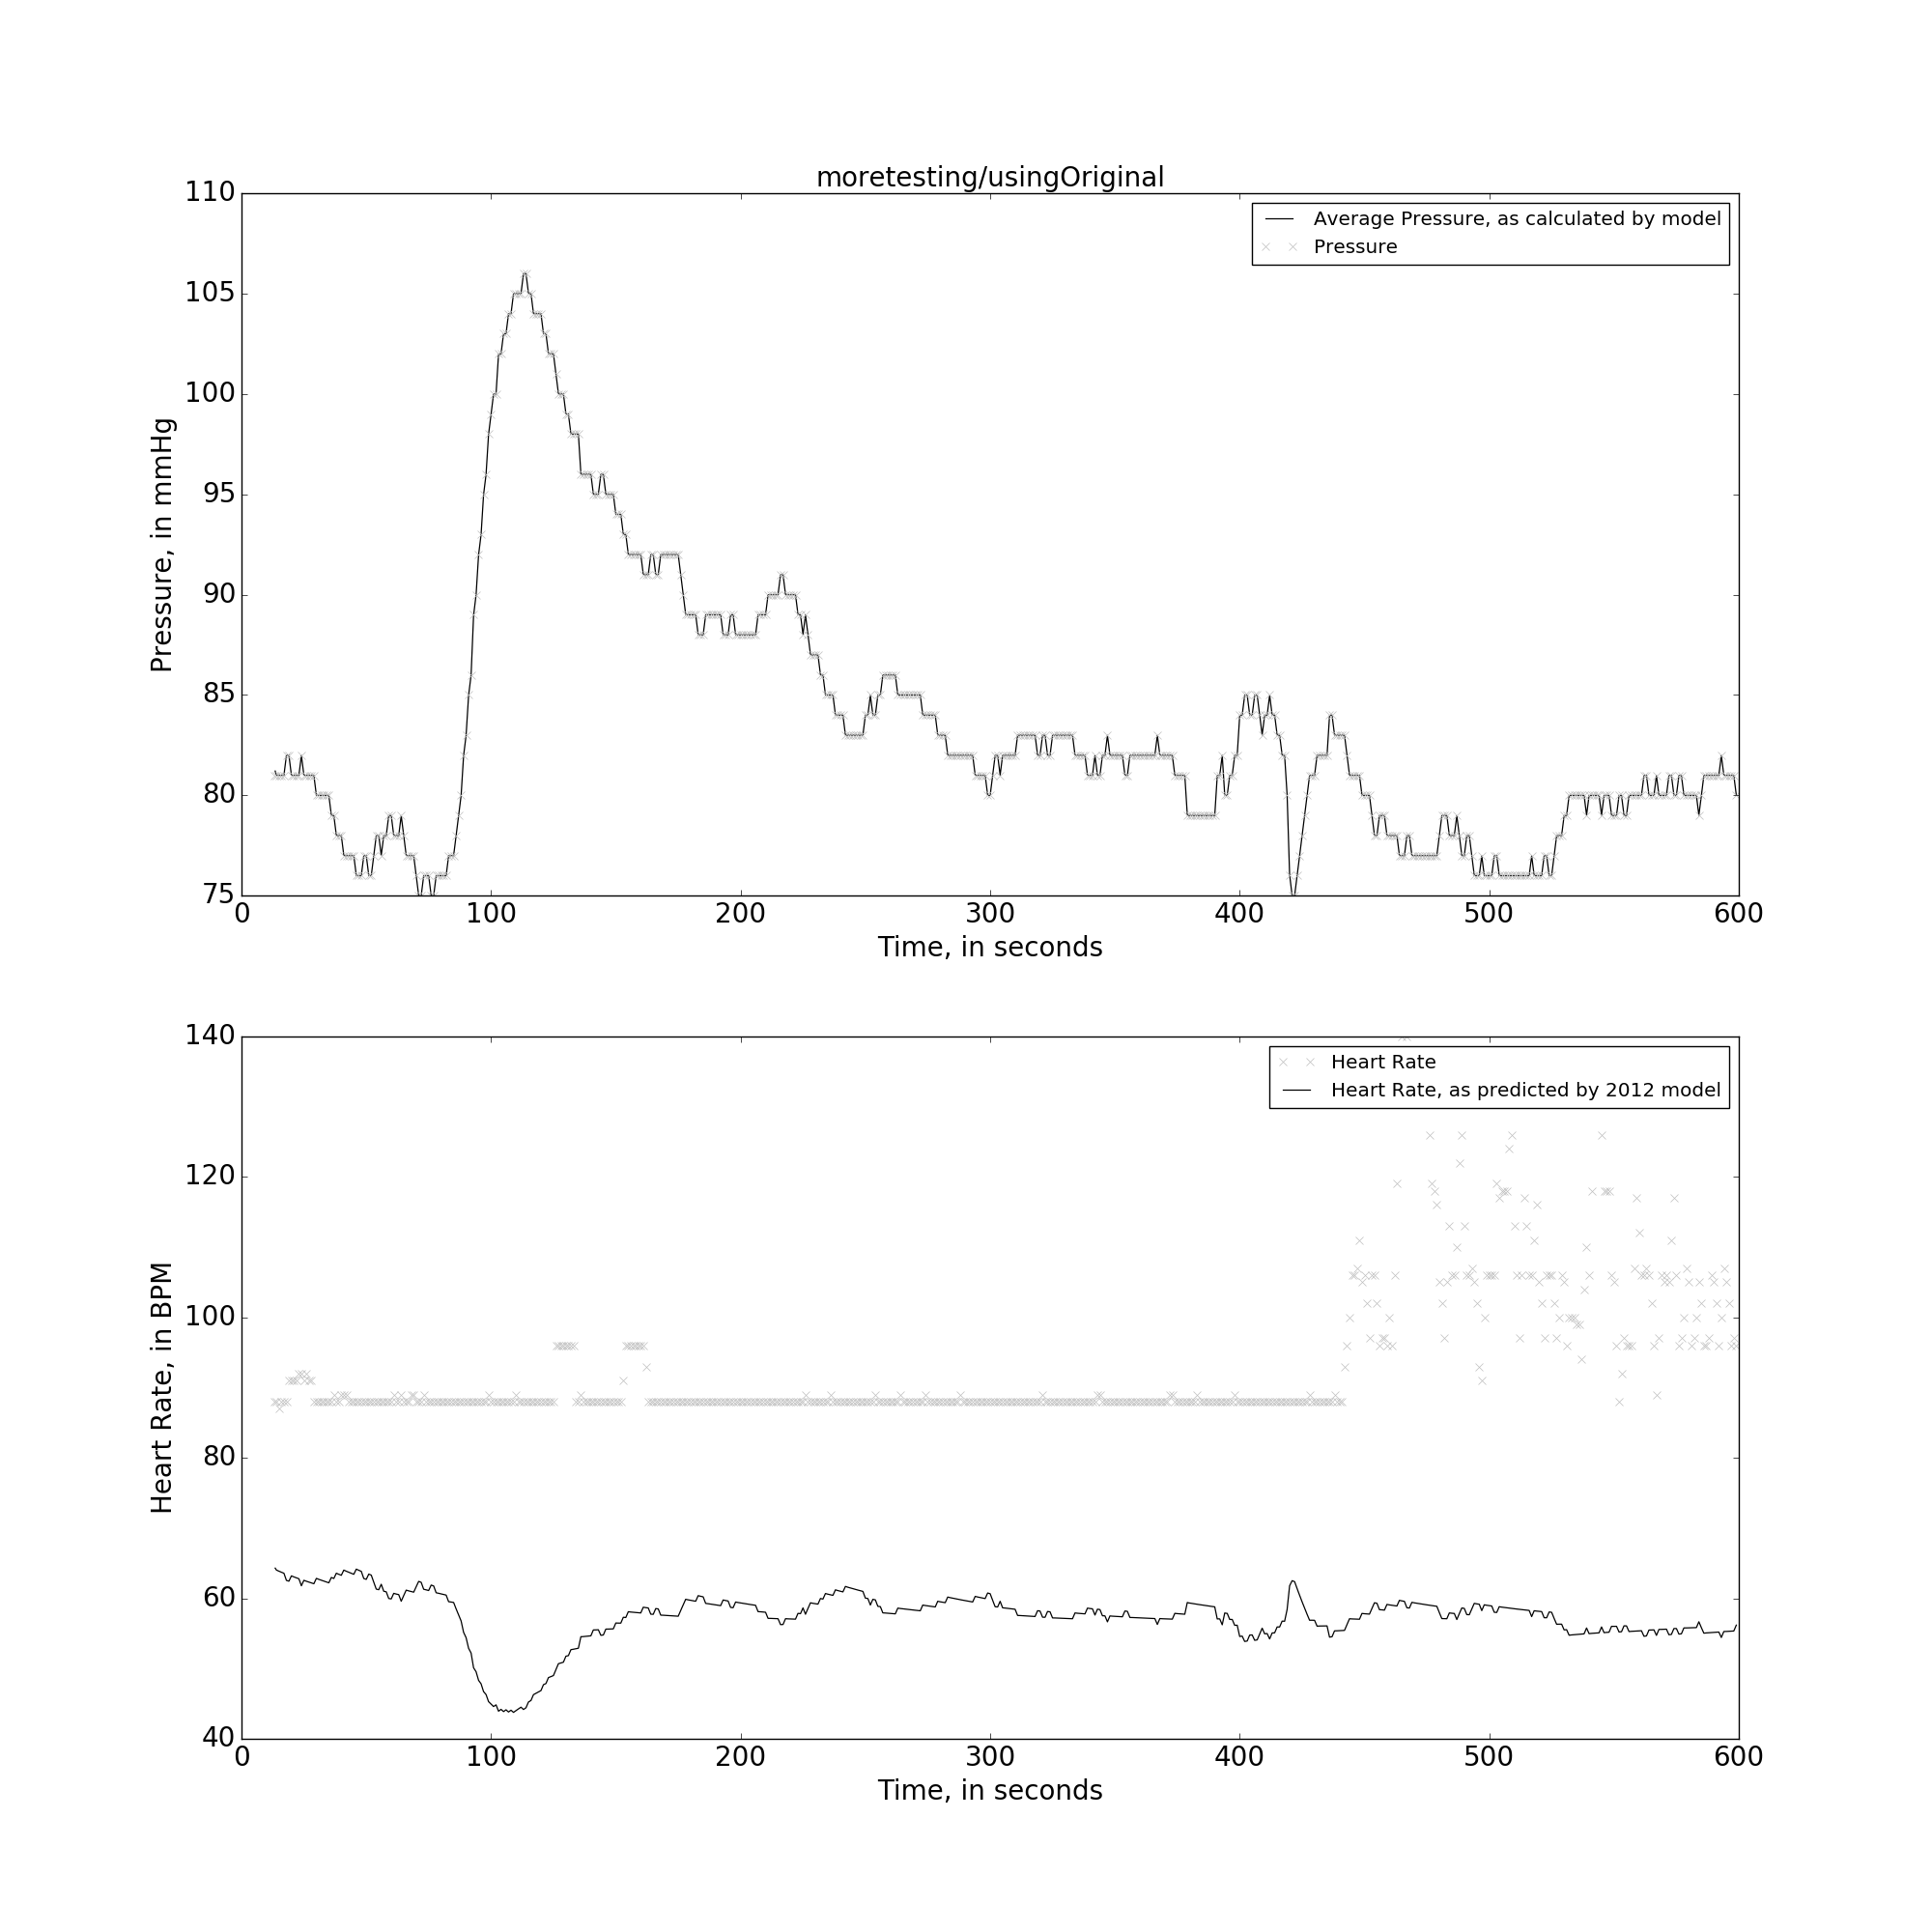 moretesting/usingOriginal
110
105
100
95
90
85
80
75
Pressure, in mmHg
Average Pressure, as calculated by model
Pressure
0 100 200 300 400 500 600
Time, in seconds
140
120
100
80
60
40
Heart Rate, in BPM
Heart Rate
Heart Rate, as predicted by 2012 model
0 100 200 300 400 500 600
Time, in seconds